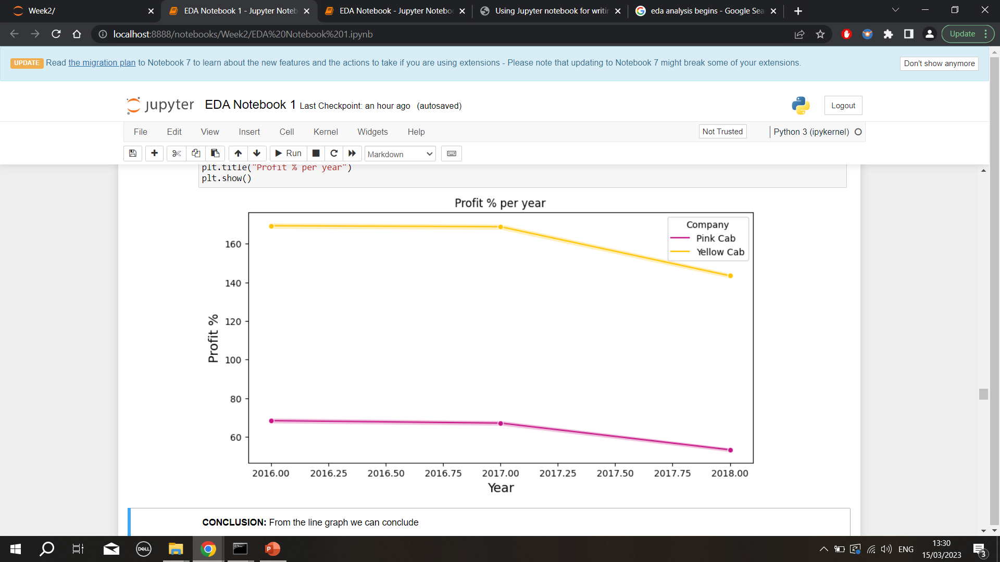 Week2/
EDA Notebook 1 - Jupyter Noteb
EDA Notebook - Jupyter Notebo
Using Jupyter notebook for writin
eda analysis begins - Google Sea
localhost:8888/notebooks/Week2/EDA%20Notebook%201.ipynb
Update
UPDATE Read the migration plan to Notebook 7 to learn about the new features and the actions to take if you are using extensions - Please note that updating to Notebook 7 might break some of your extensions.
Don't show anymore
jupyter EDA Notebook 1 Last Checkpoint: an hour ago (autosaved)
Logout
File Edit View Insert Cell Kernel Widgets Help
Not Trusted
Python 3 (ipykernel)
Run
Markdown
plt.title("Profit % per year")
plt.show()
Profit % per year
Company
Pink Cab
Yellow Cab
160
140
120
100
80
60
Profit %
2016.00 2016.25 2016.50 2016.75 2017.00 2017.25 2017.50 2017.75 2018.00
Year
CONCLUSION: From the line graph we can conclude
DELL
P
ENG
13:30
15/03/2023
3